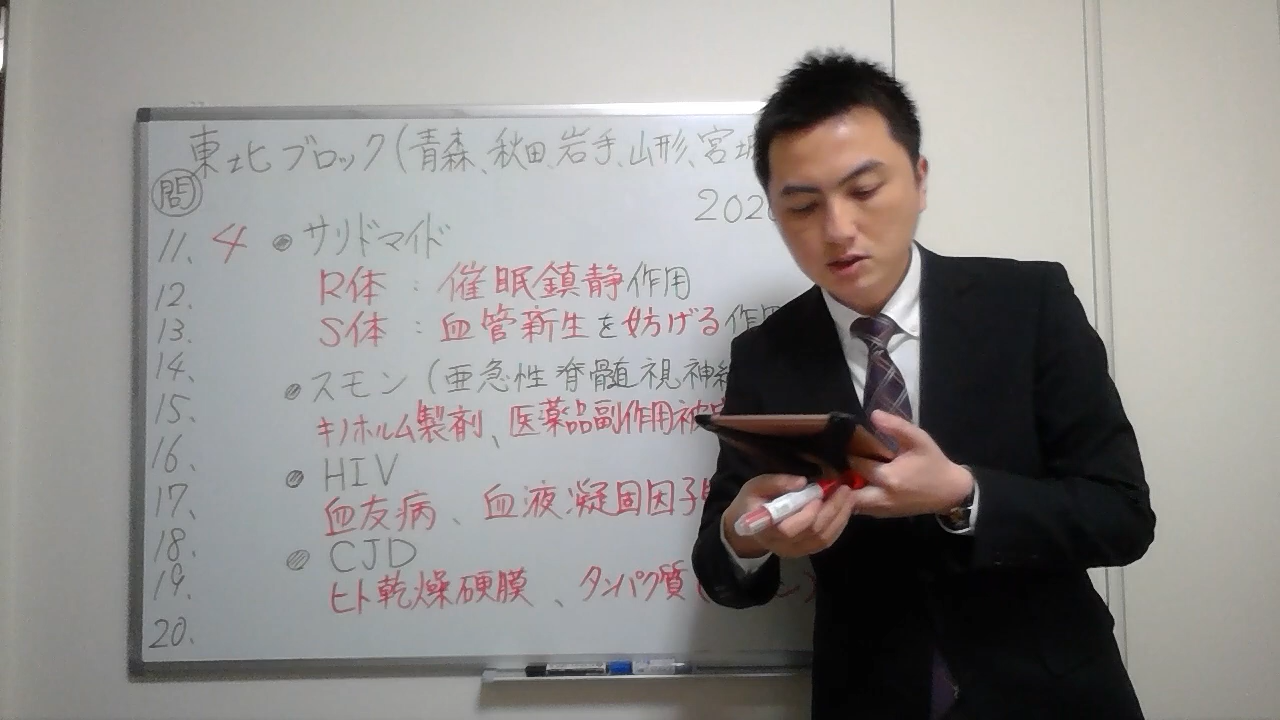 東北ブロック(青森、秋田、岩手、山形、宮城
2020
問
11. 4 ● サリドマイド
12. R体 : 催眠鎮静作用
13. S体 : 血管新生を妨げる作用
14. ● スモン (亜急性脊髄視神経
15. キノホルム製剤、医薬品副作用被
16. ● HIV
17. 血友病、血液凝固因子
18. ● CJD
19. ヒト乾燥硬膜、タンパク質(
20.